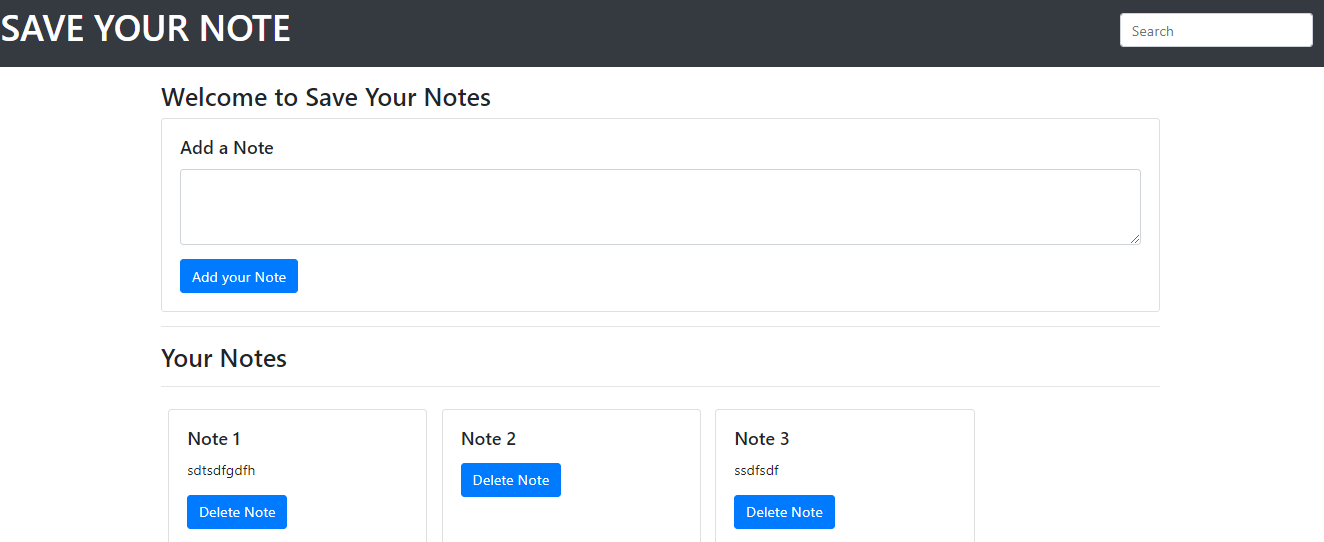 SAVE YOUR NOTE
Search
Welcome to Save Your Notes
Add a Note
Add your Note
Your Notes
Note 1
sdtsdfgdfh
Delete Note
Note 2
Delete Note
Note 3
ssdfsdf
Delete Note